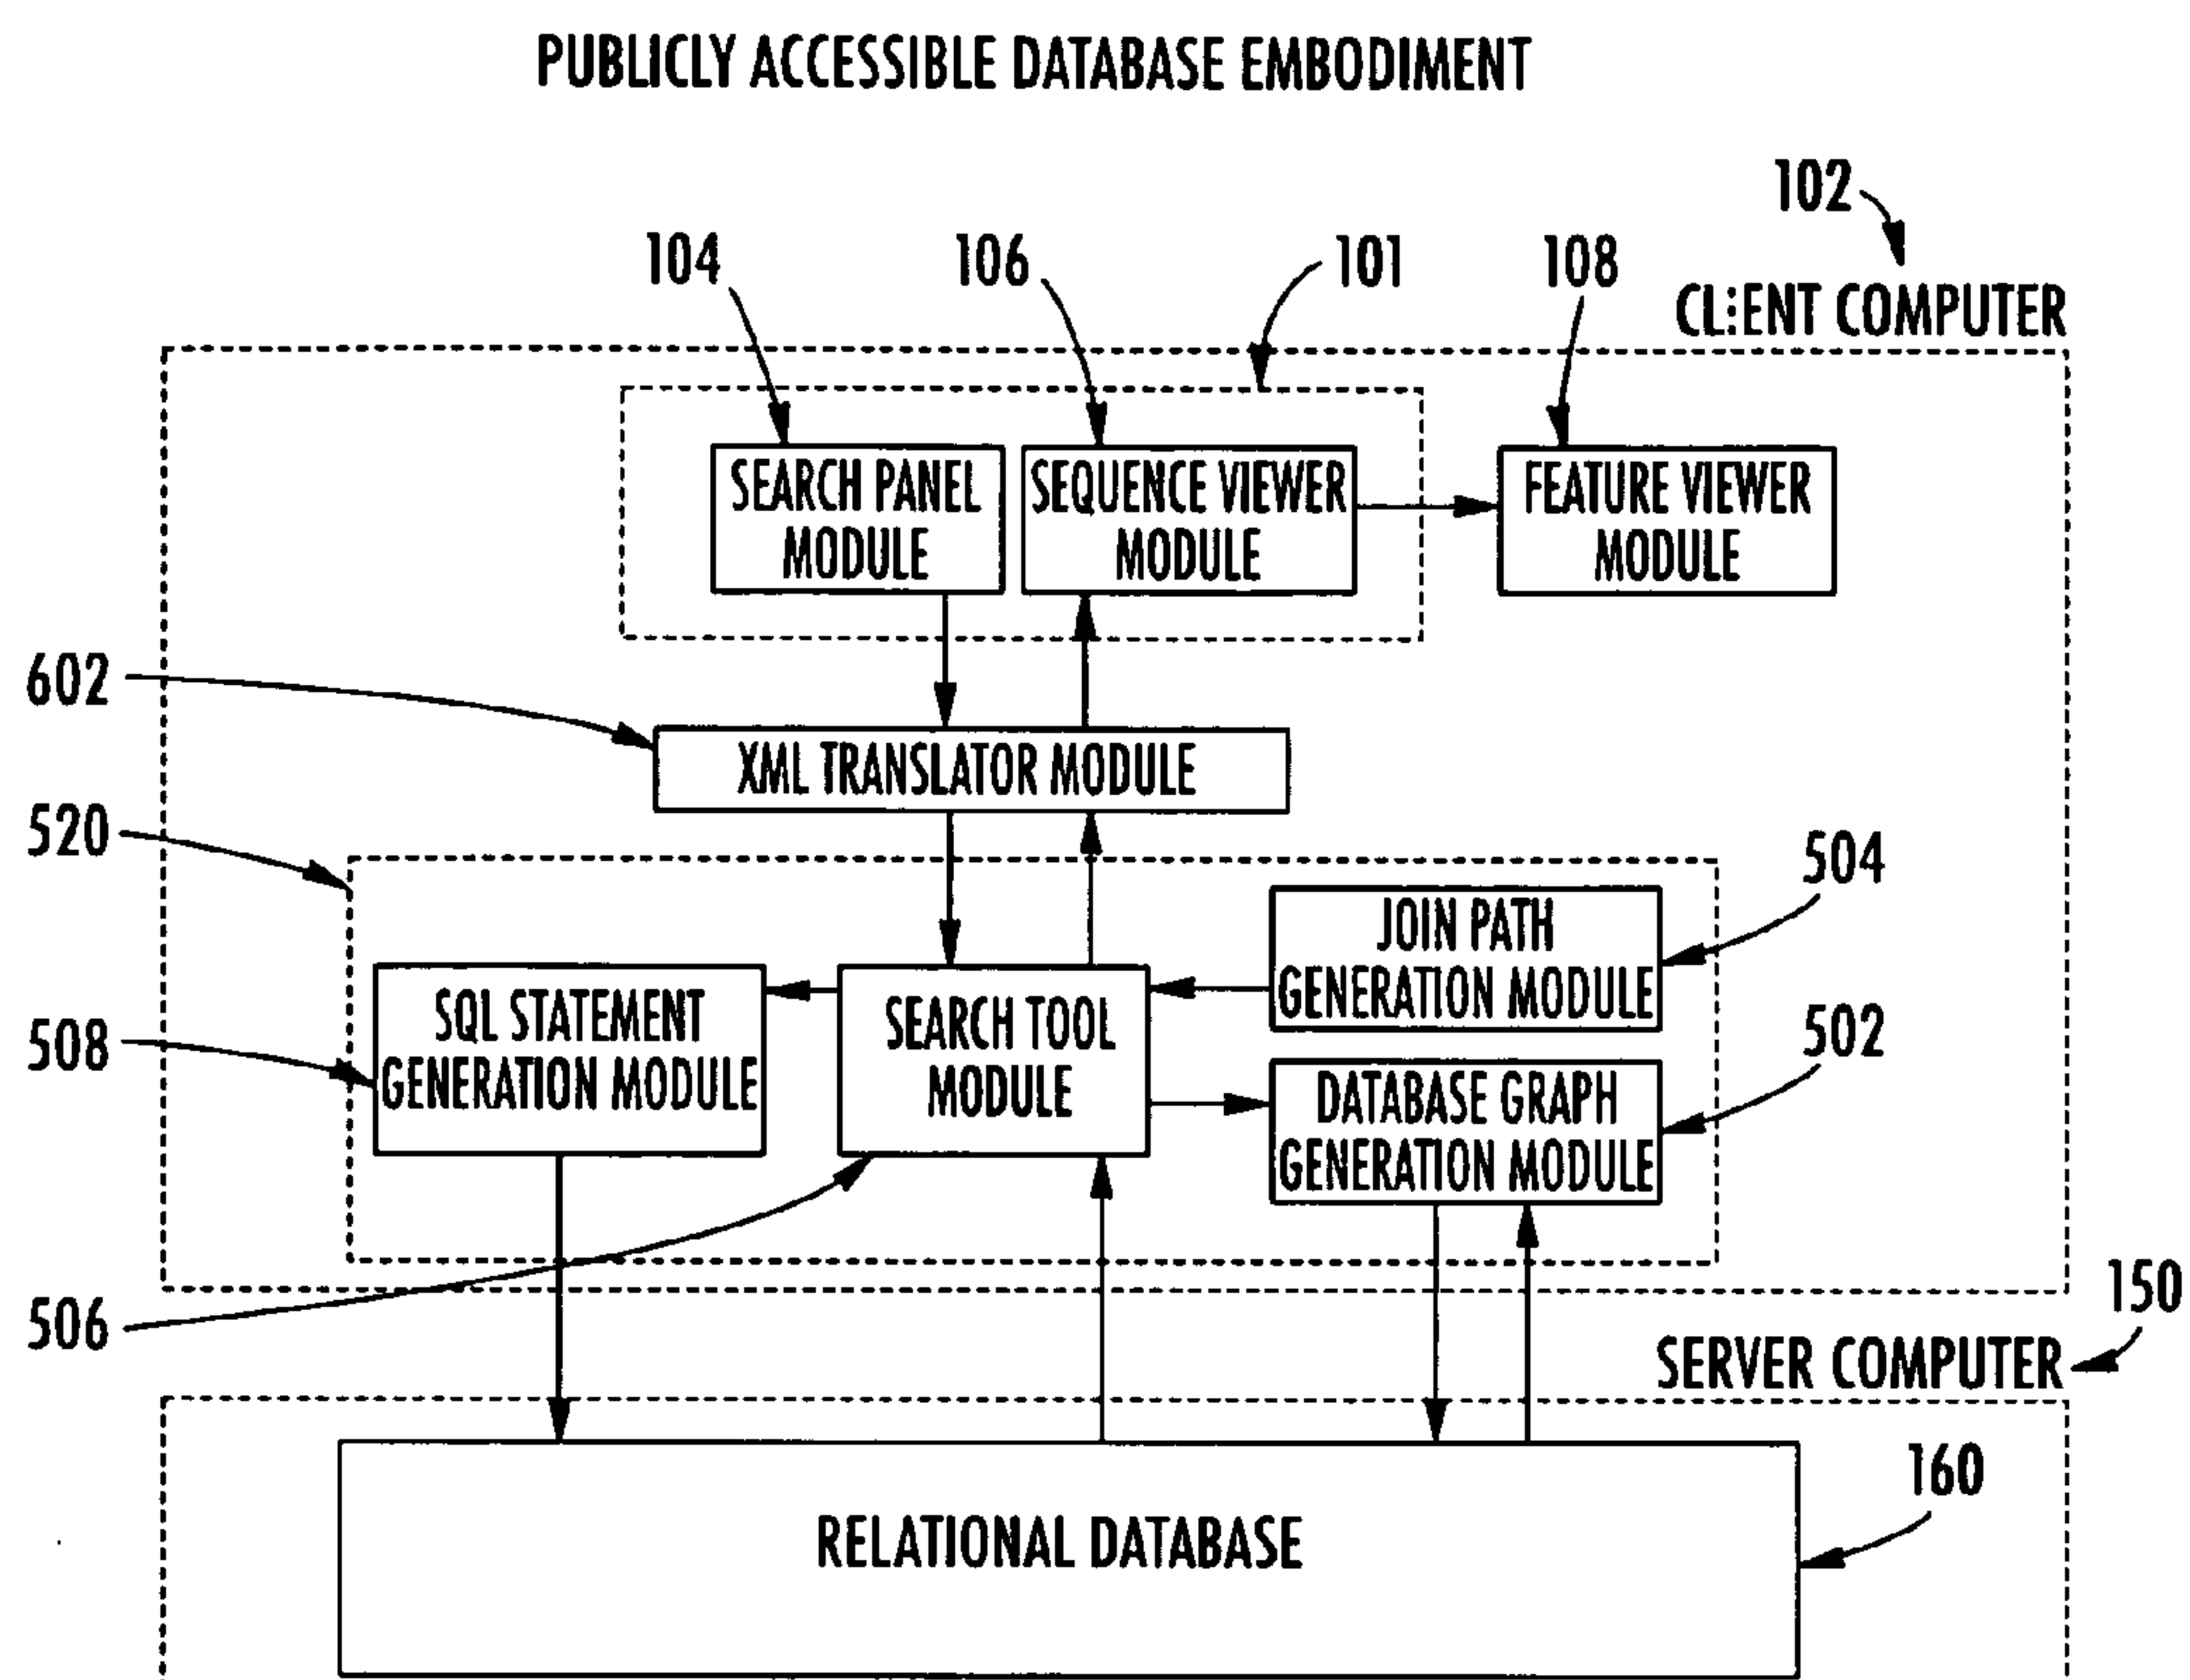 PUBLICLY ACCESSIBLE DATABASE EMBODIMENT
102
104
106
101
108
CLIENT COMPUTER
SEARCH PANEL
MODULE
SEQUENCE VIEWER
MODULE
FEATURE VIEWER
MODULE
602
XML TRANSLATOR MODULE
520
504
JOIN PATH
GENERATION MODULE
SQL STATEMENT
GENERATION MODULE
SEARCH TOOL
MODULE
508
502
DATABASE GRAPH
GENERATION MODULE
506
150
SERVER COMPUTER
160
RELATIONAL DATABASE